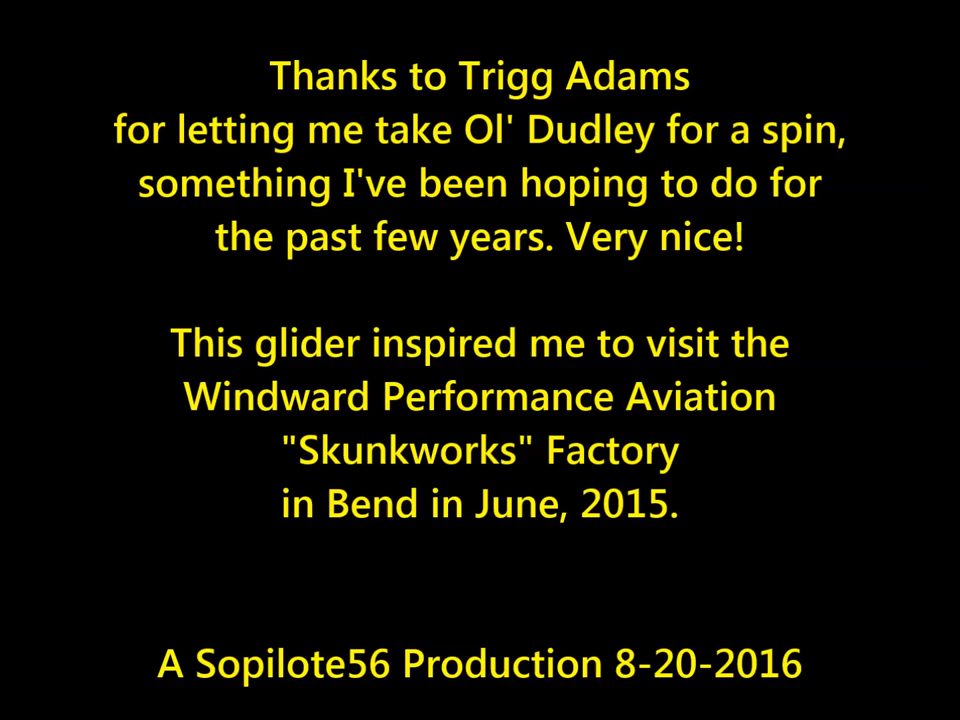 Thanks to Trigg Adams
for letting me take Ol' Dudley for a spin,
something I've been hoping to do for
the past few years. Very nice!
This glider inspired me to visit the
Windward Performance Aviation
"Skunkworks" Factory
in Bend in June, 2015.
A Sopilote56 Production 8-20-2016